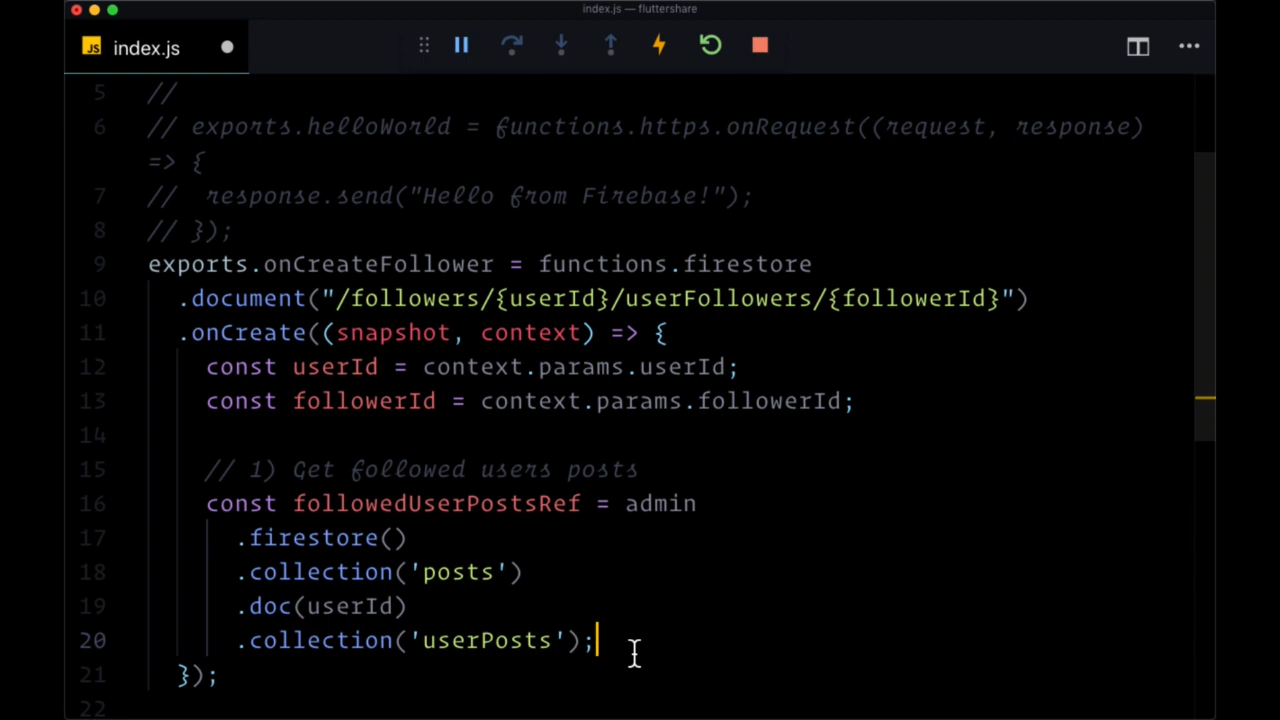 index.js — fluttershare
JS index.js
5 //
6 // exports.helloWorld = functions.https.onRequest((request, response)
=> {
7 //  response.send("Hello from Firebase!");
8 // });
9 exports.onCreateFollower = functions.firestore
10 .document("/followers/{userId}/userFollowers/{followerId}")
11 .onCreate((snapshot, context) => {
12 const userId = context.params.userId;
13 const followerId = context.params.followerId;
14
15 // 1) Get followed users posts
16 const followedUserPostsRef = admin
17 .firestore()
18 .collection('posts')
19 .doc(userId)
20 .collection('userPosts');
21 });
22